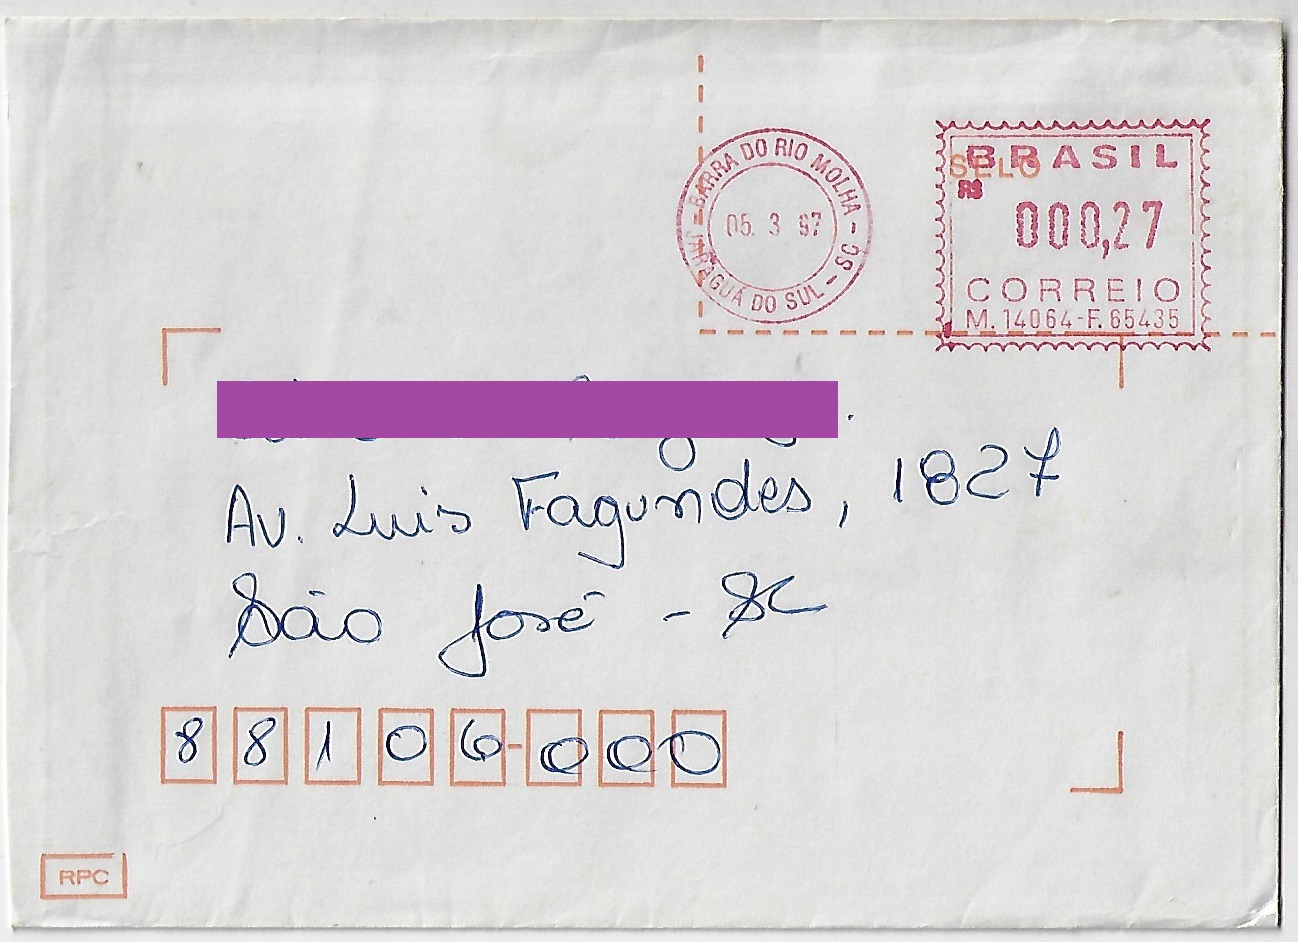 BARRA DO RIO MOLHA - SC
05. 3 97
JARAGUÁ DO SUL
SELO
BRASIL
R$
000,27
CORREIO
M. 14064-F. 65435
Av. Luis Fagundes, 1827
São José - SC
88106-000
RPC